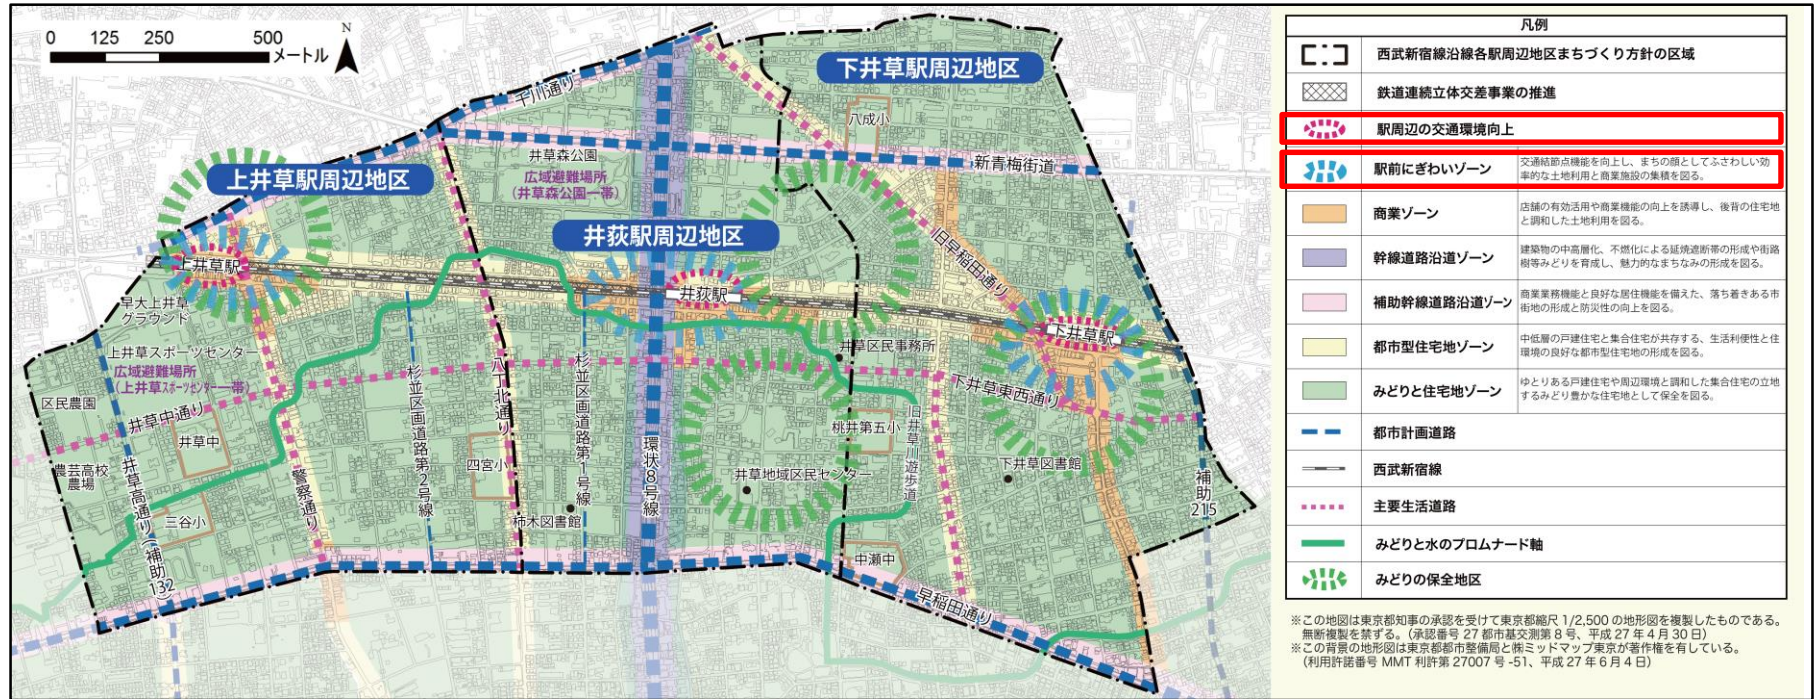 0 125 250 500
メートル
N
千川通り
下井草駅周辺地区
八成小
井草森公園
広域避難場所
(井草森公園一帯)
新青梅街道
上井草駅周辺地区
井荻駅周辺地区
旧早稲田通り
上井草駅
井荻駅
下井草駅
早大上井草
グラウンド
上井草スポーツセンター
広域避難場所
(上井草スポーツセンター一帯)
井草区民事務所
区民農園
井草中通り
井草中
杉並区画道路第2号線
八丁北通り
杉並区画道路第1号線
環状8号線
下井草東西通り
桃井第五小
旧井草川遊歩道
農芸高校
農場
井草高通り(補助132)
警察通り
四宮小
井草地域区民センター
下井草図書館
補助215
三谷小
柿木図書館
中瀬中
早稲田通り
凡例
西武新宿線沿線各駅周辺地区まちづくり方針の区域
鉄道連続立体交差事業の推進
駅周辺の交通環境向上
駅前にぎわいゾーン
交通結節点機能を向上し、まちの顔としてふさわしい効
率的な土地利用と商業施設の集積を図る。
商業ゾーン
店舗の有効活用や商業機能の向上を誘導し、後背の住宅地
と調和した土地利用を図る。
幹線道路沿道ゾーン
建築物の中高層化、不燃化による延焼遮断帯の形成や街路
樹等みどりを育成し、魅力的なまちなみの形成を図る。
補助幹線道路沿道ゾーン
商業業務機能と良好な居住機能を備えた、落ち着きある市
街地の形成と防災性の向上を図る。
都市型住宅地ゾーン
中低層の戸建住宅と集合住宅が共存する、生活利便性と住
環境の良好な都市型住宅地の形成を図る。
みどりと住宅地ゾーン
ゆとりある戸建住宅や周辺環境と調和した集合住宅の立地
するみどり豊かな住宅地として保全を図る。
都市計画道路
西武新宿線
主要生活道路
みどりと水のプロムナード軸
みどりの保全地区
※この地図は東京都知事の承認を受けて東京都縮尺 1/2,500 の地形図を複製したものである。
無断複製を禁ずる。(承認番号 27 都市基交測第 8 号、平成 27 年 4 月 30 日)
※この背景の地形図は東京都都市整備局と㈱ミッドマップ東京が著作権を有している。
(利用許諾番号 MMT 利許第 27007 号 -51、平成 27 年 6 月 4 日)